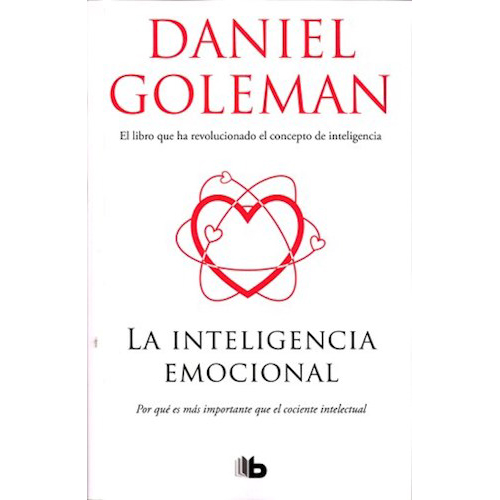 DANIEL
GOLEMAN
El libro que ha revolucionado el concepto de inteligencia
LA INTELIGENCIA
EMOCIONAL
Por qué es más importante que el cociente intelectual
b